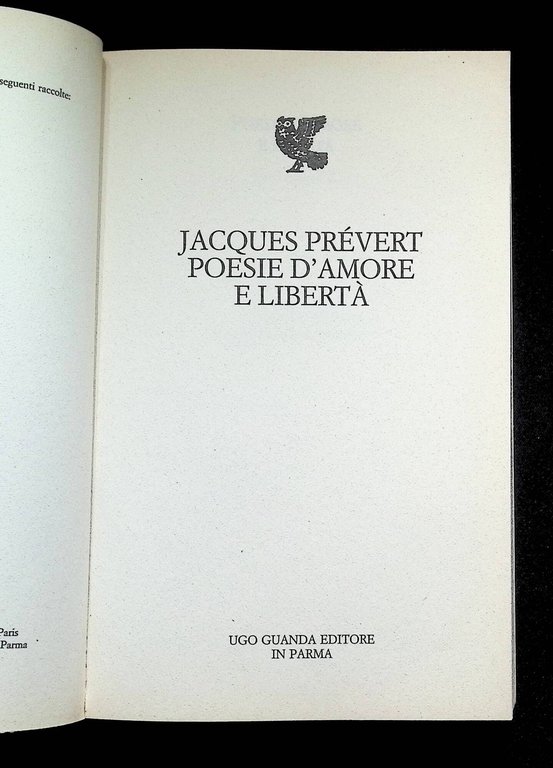 seguenti raccolte:
Paris
Parma
JACQUES PRÉVERT
POESIE D'AMORE
E LIBERTÀ
UGO GUANDA EDITORE
IN PARMA